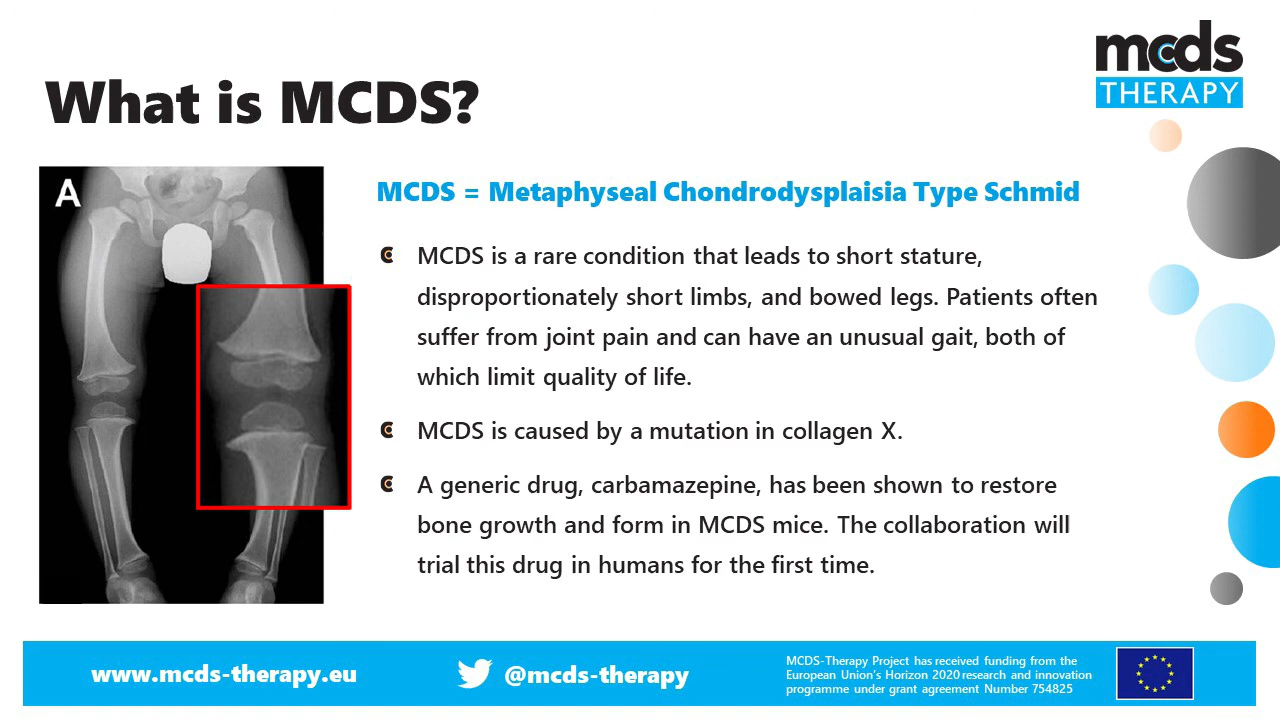 mcds
THERAPY
What is MCDS?
A
MCDS = Metaphyseal Chondrodysplaisia Type Schmid
MCDS is a rare condition that leads to short stature,
disproportionately short limbs, and bowed legs. Patients often
suffer from joint pain and can have an unusual gait, both of
which limit quality of life.
MCDS is caused by a mutation in collagen X.
A generic drug, carbamazepine, has been shown to restore
bone growth and form in MCDS mice. The collaboration will
trial this drug in humans for the first time.
www.mcds-therapy.eu
@mcds-therapy
MCDS-Therapy Project has received funding from the
European Union's Horizon 2020 research and innovation
programme under grant agreement Number 754825